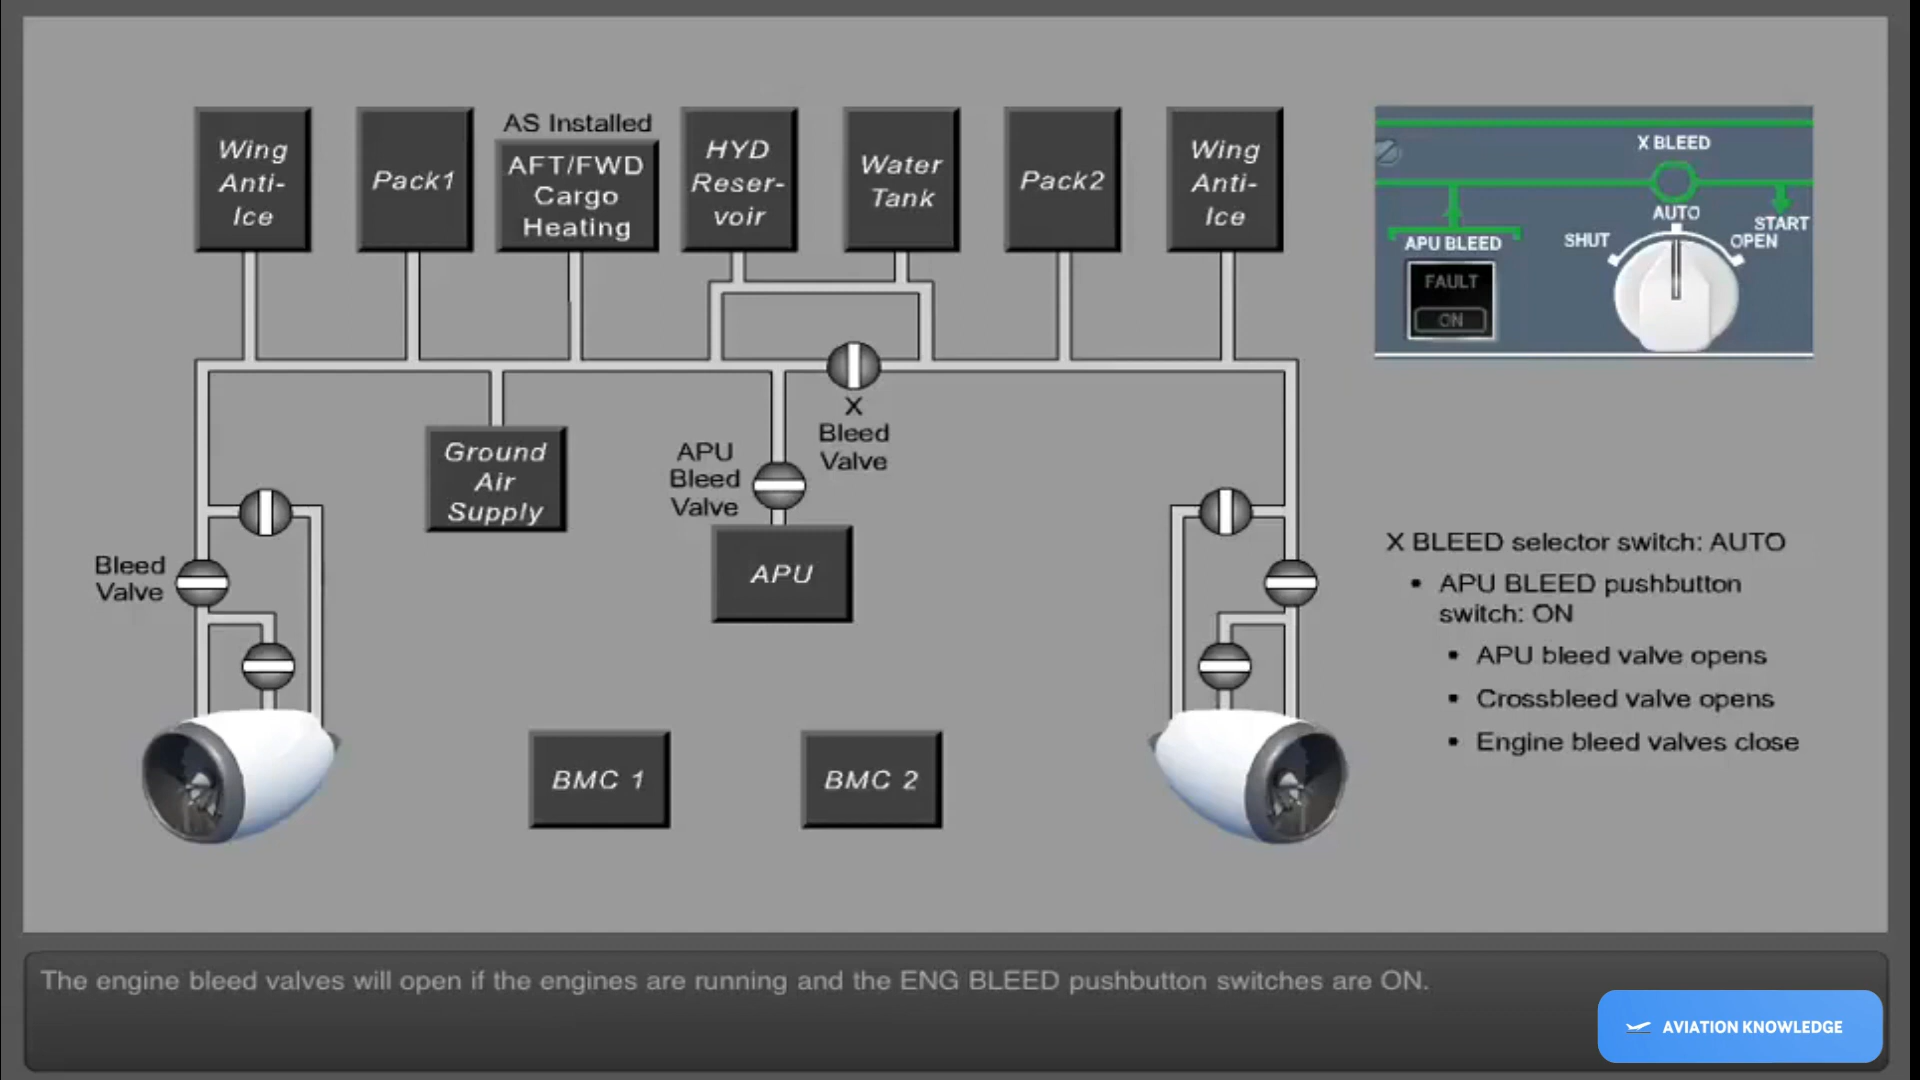 Wing
Anti-
Ice
Pack1
AS Installed
AFT/FWD
Cargo
Heating
HYD
Reser-
voir
Water
Tank
Pack2
Wing
Anti-
Ice
X BLEED
AUTO
START
SHUT
OPEN
APU BLEED
FAULT
ON
X
Bleed
Valve
Ground
Air
Supply
APU
Bleed
Valve
APU
Bleed
Valve
BMC 1
BMC 2
X BLEED selector switch: AUTO
• APU BLEED pushbutton
switch: ON
▪ APU bleed valve opens
▪ Crossbleed valve opens
▪ Engine bleed valves close
The engine bleed valves will open if the engines are running and the ENG BLEED pushbutton switches are ON.
AVIATION KNOWLEDGE